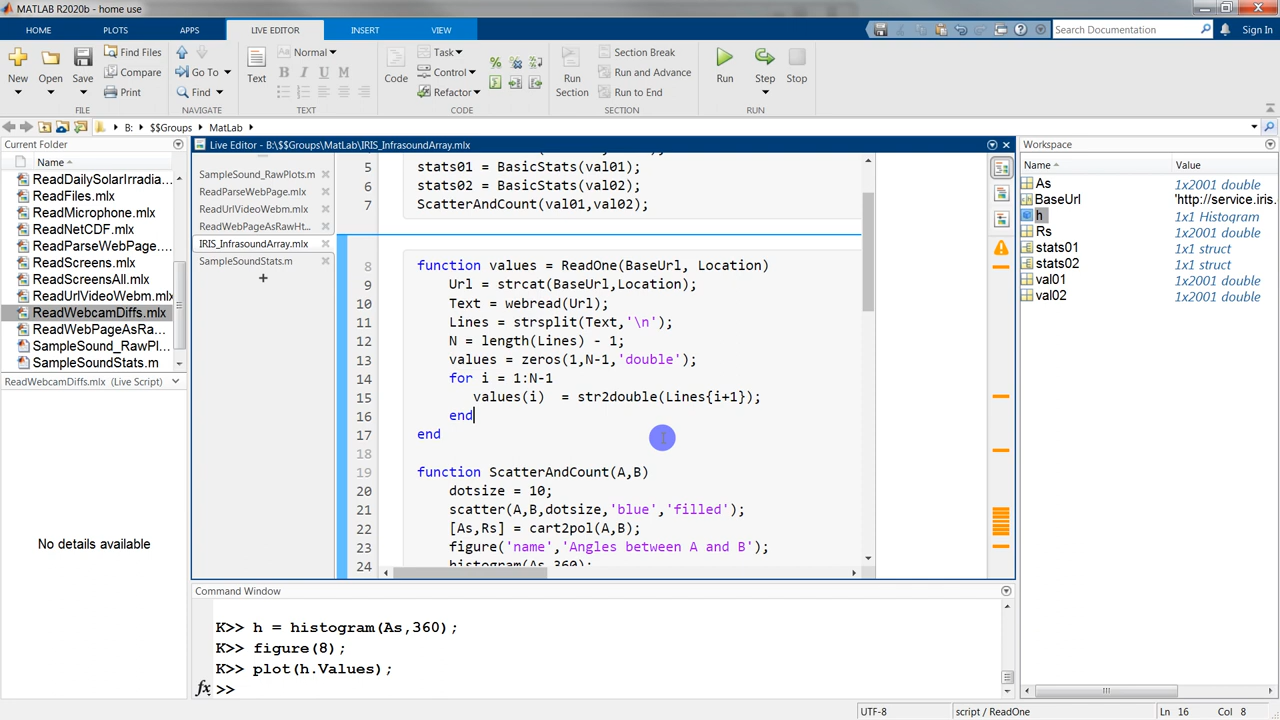 MATLAB R2020b - home use
HOME PLOTS APPS LIVE EDITOR INSERT VIEW
Search Documentation
Sign In
New Open Save Find Files Compare Print
FILE
Go To Find
NAVIGATE
Text Normal
B I U M
TEXT
Code Task Control Refactor
CODE
Run Section
Section Break
Run and Advance
Run to End
SECTION
Run Step Stop
RUN
B: $$Groups MatLab
Current Folder
Name
ReadDailySolarIrradia...
ReadFiles.mlx
ReadMicrophone.mlx
ReadNetCDF.mlx
ReadParseWebPage....
ReadScreens.mlx
ReadScreensAll.mlx
ReadUrlVideoWebm.mlx
ReadWebcamDiffs.mlx
ReadWebPageAsRa...
SampleSound_RawPl...
SampleSoundStats.m
ReadWebcamDiffs.mlx (Live Script)
No details available
Live Editor - B:\$$Groups\MatLab\IRIS_InfrasoundArray.mlx
SampleSound_RawPlots.m
ReadParseWebPage.mlx
ReadUrlVideoWebm.mlx
ReadWebPageAsRawHt...
IRIS_InfrasoundArray.mlx
SampleSoundStats.m
+
5 stats01 = BasicStats(val01);
6 stats02 = BasicStats(val02);
7 ScatterAndCount(val01,val02);
8 function values = ReadOne(BaseUrl, Location)
9 Url = strcat(BaseUrl,Location);
10 Text = webread(Url);
11 Lines = strsplit(Text,'\n');
12 N = length(Lines) - 1;
13 values = zeros(1,N-1,'double');
14 for i = 1:N-1
15 values(i)  = str2double(Lines{i+1});
16 end
17 end
18
19 function ScatterAndCount(A,B)
20 dotsize = 10;
21 scatter(A,B,dotsize,'blue','filled');
22 [As,Rs] = cart2pol(A,B);
23 figure('name','Angles between A and B');
24 histogram(As,360);
Command Window
K>> h = histogram(As,360);
K>> figure(8);
K>> plot(h.Values);
fx >>
Workspace
Name Value
As 1x2001 double
BaseUrl 'http://service.iris.
h 1x1 Histogram
Rs 1x2001 double
stats01 1x1 struct
stats02 1x1 struct
val01 1x2001 double
val02 1x2001 double
UTF-8 script / ReadOne Ln 16 Col 8